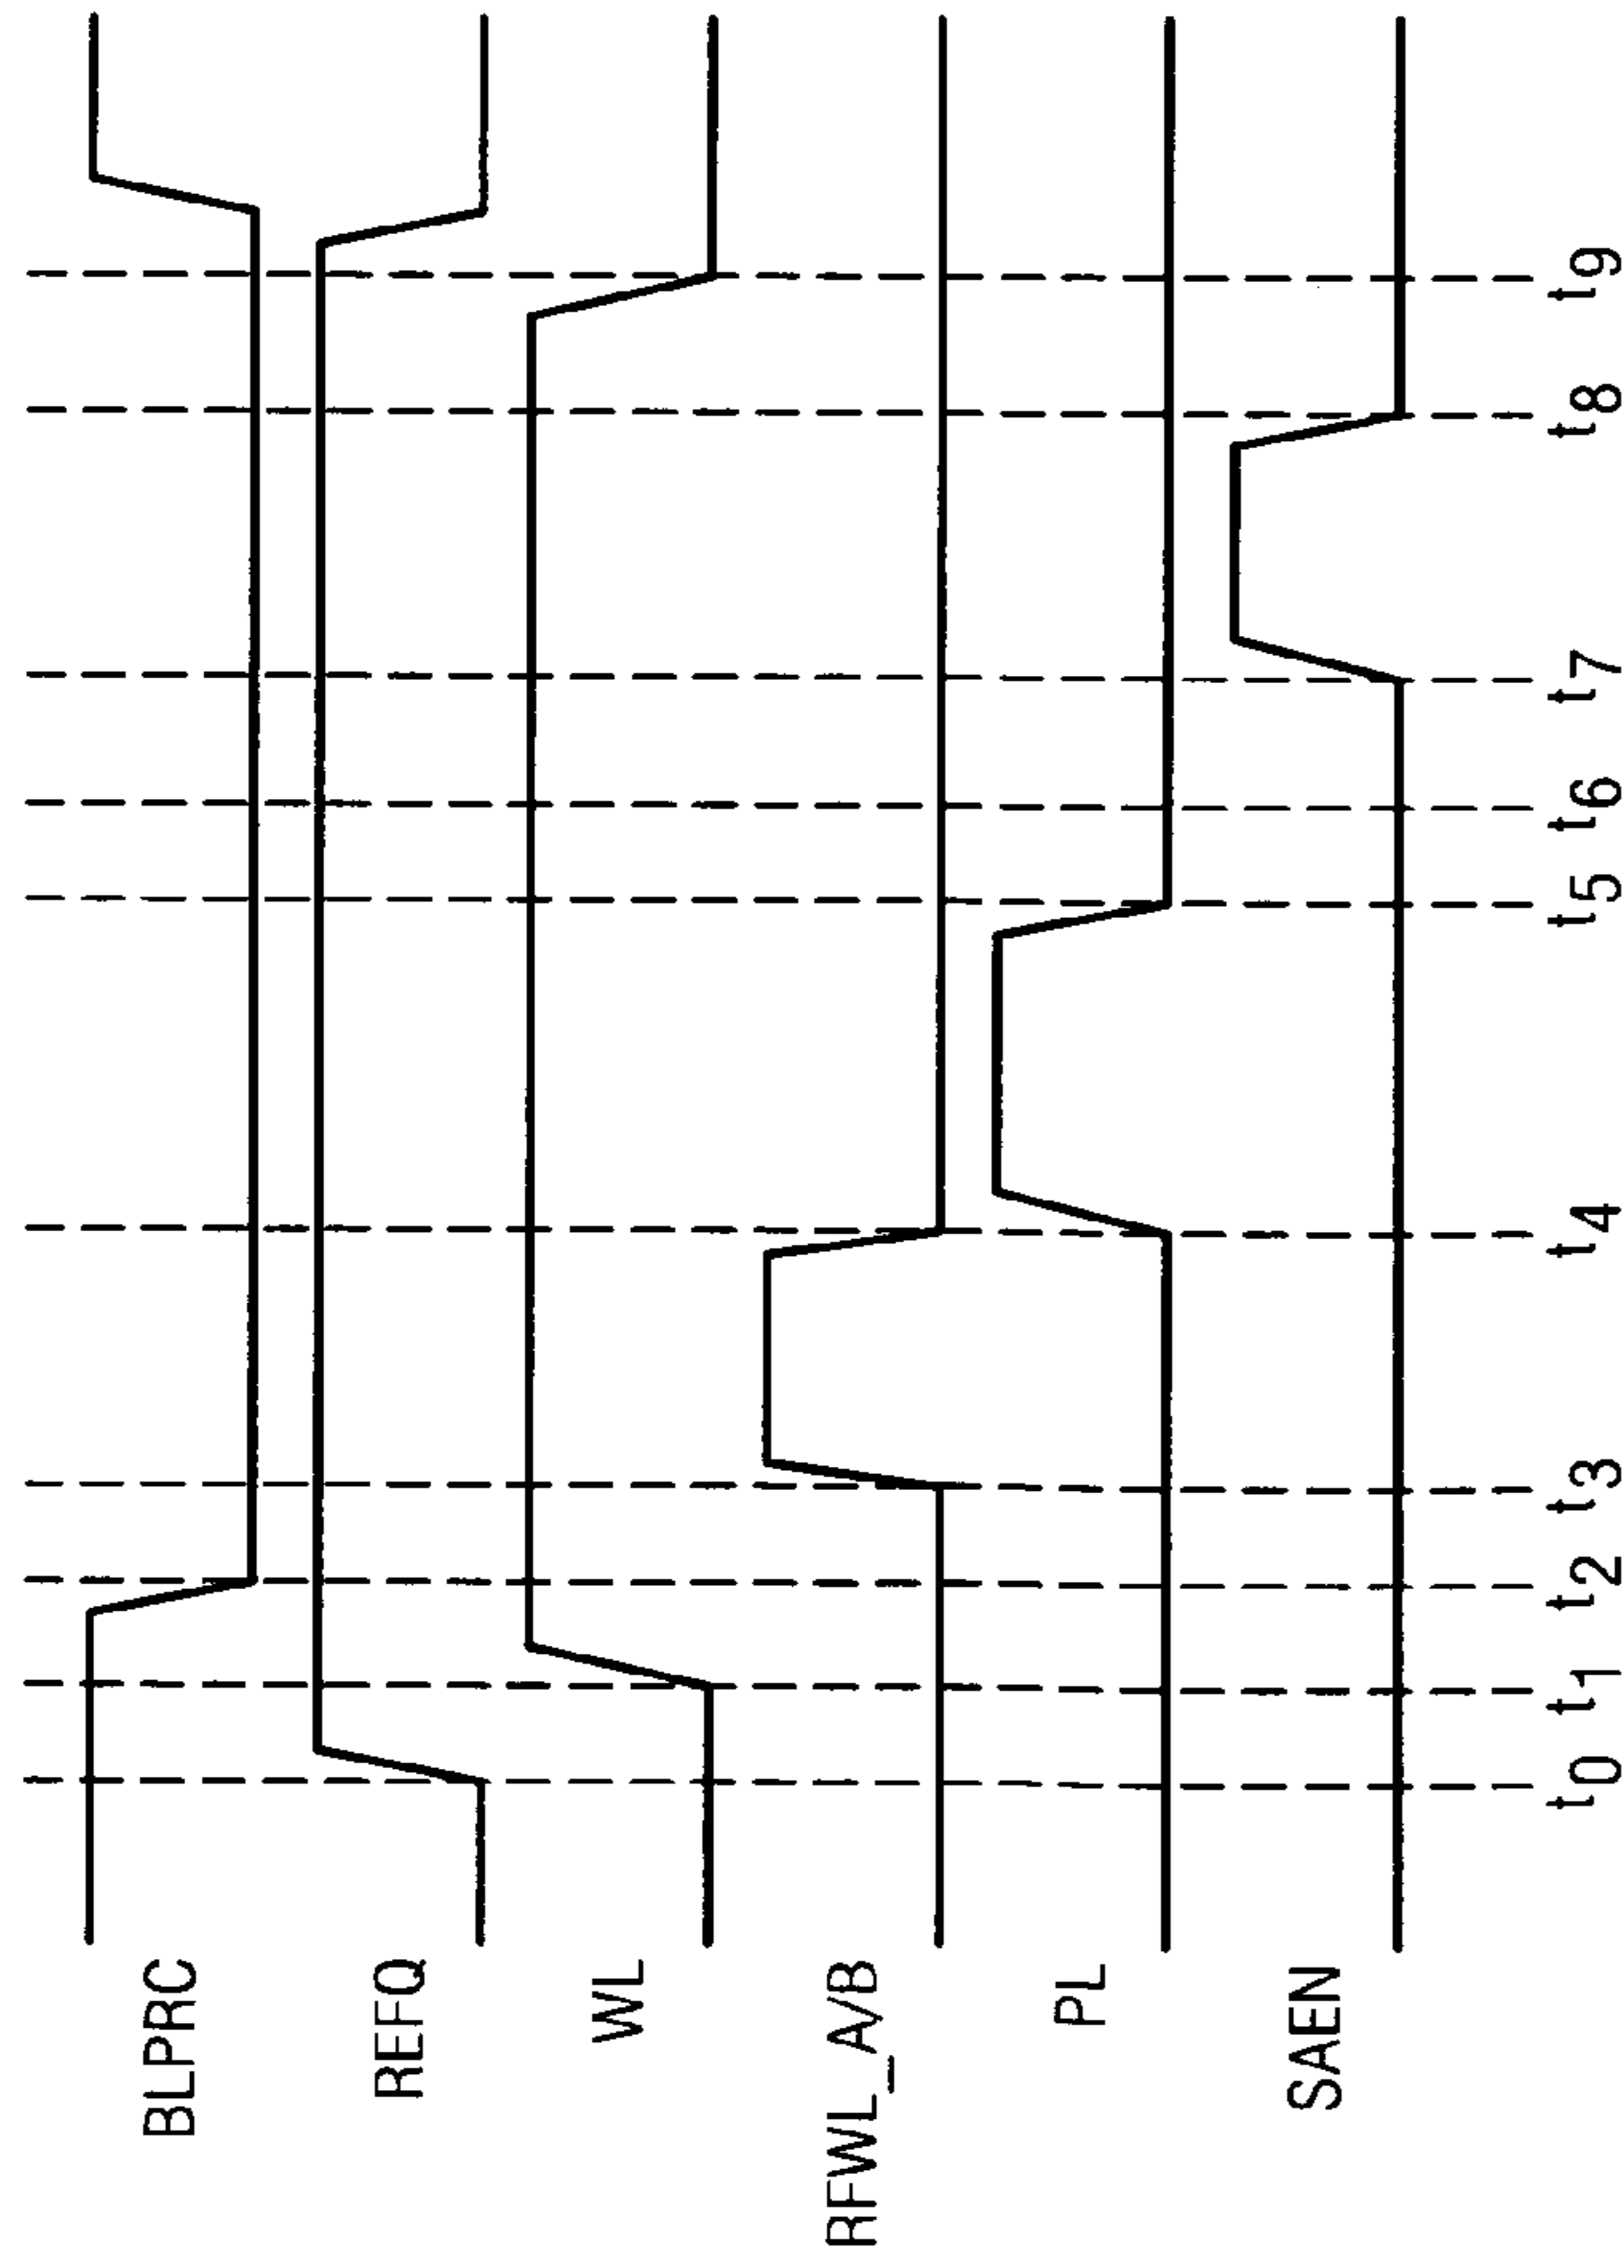 BLPRC
REFQ
WL
RFWL_A/B
PL
SAEN
t0 t1 t2 t3 t4 t5 t6 t7 t8 t9